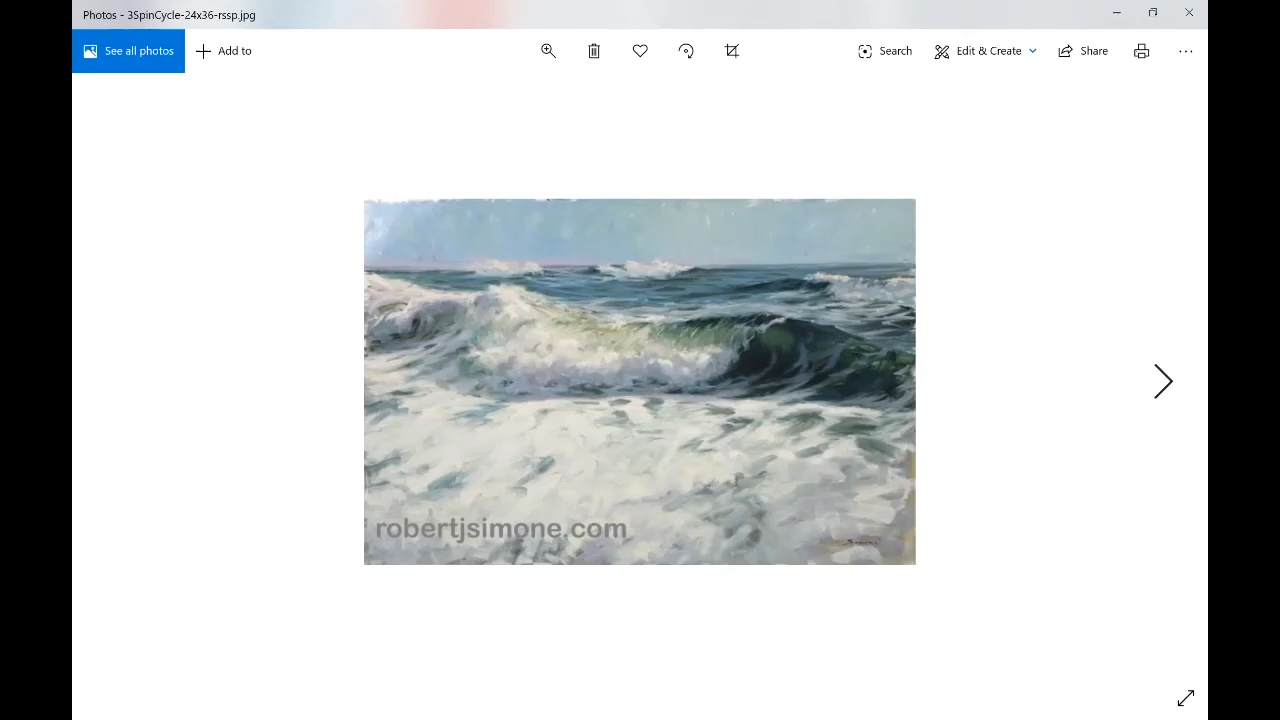 Photos - 3SpinCycle-24x36-rssp.jpg
See all photos
Add to
Search
Edit & Create
Share
robertjsimone.com